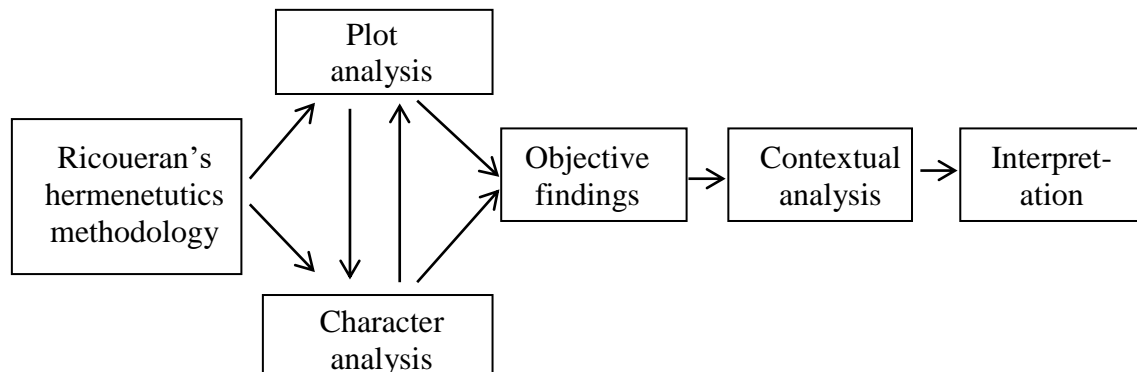 Plot
analysis
Ricoueran’s
hermenetutics
methodology
Objective
findings
Contextual
analysis
Interpret-
ation
Character
analysis